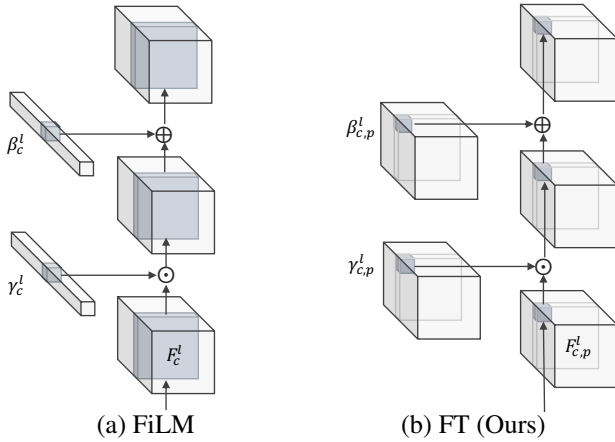 β_c^l
β_{c,p}^l
γ_c^l
γ_{c,p}^l
F_c^l
F_{c,p}^l
(a) FiLM
(b) FT (Ours)